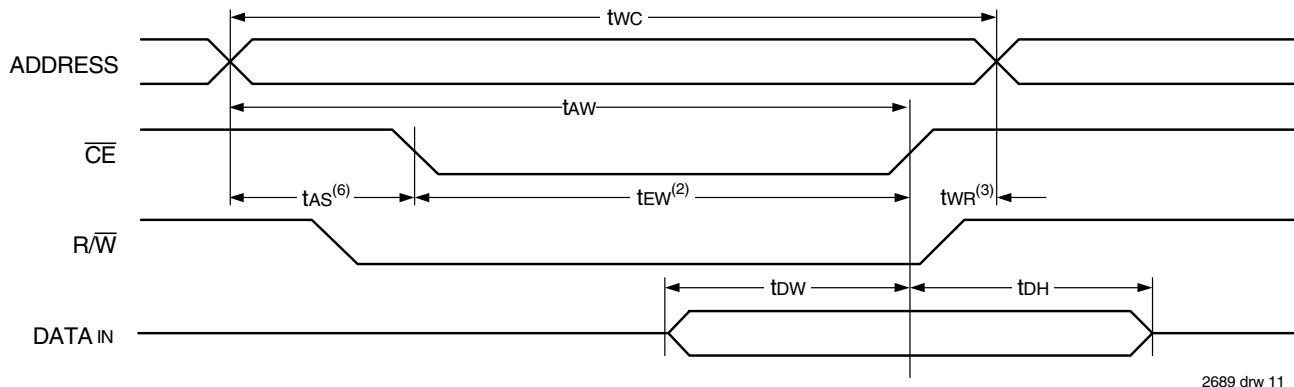 tWC
ADDRESS
tAW
CE
tAS(6)
tEW(2)
tWR(3)
R/W
tDW
tDH
DATA IN
2689 drw 11